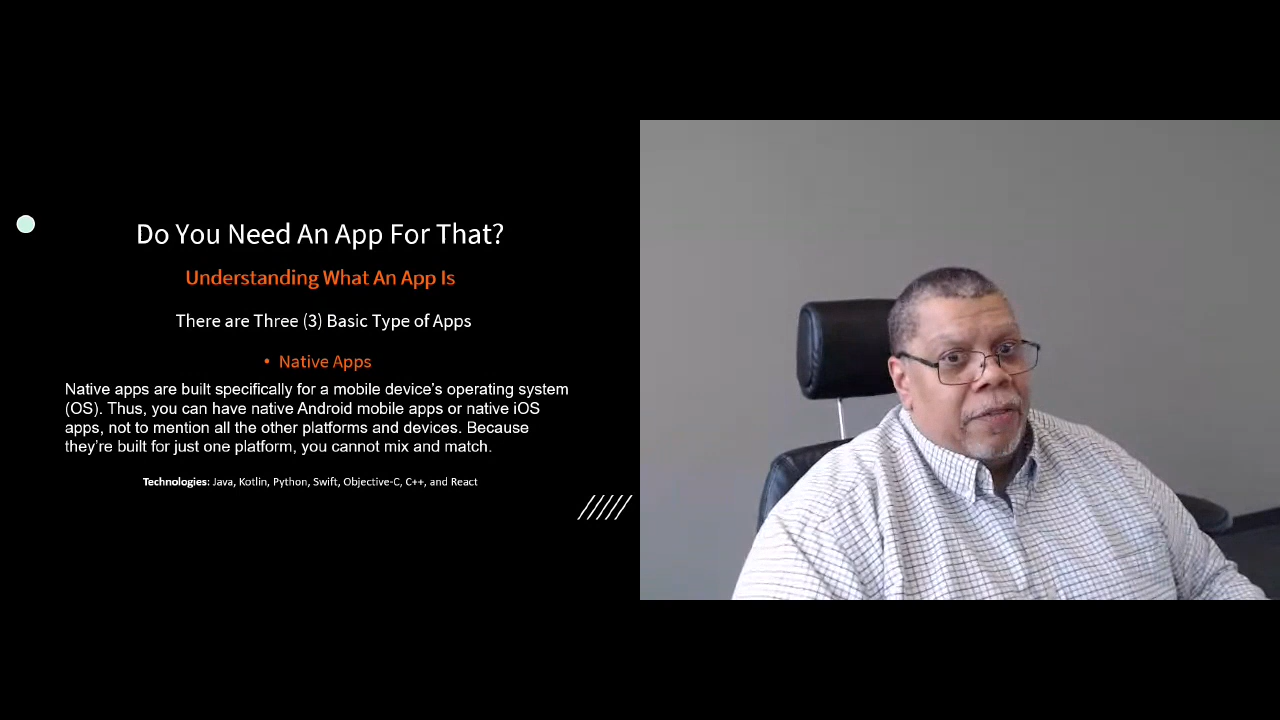 Do You Need An App For That?
Understanding What An App Is
There are Three (3) Basic Type of Apps
• Native Apps
Native apps are built specifically for a mobile device's operating system
(OS). Thus, you can have native Android mobile apps or native iOS
apps, not to mention all the other platforms and devices. Because
they're built for just one platform, you cannot mix and match.
Technologies: Java, Kotlin, Python, Swift, Objective-C, C++, and React